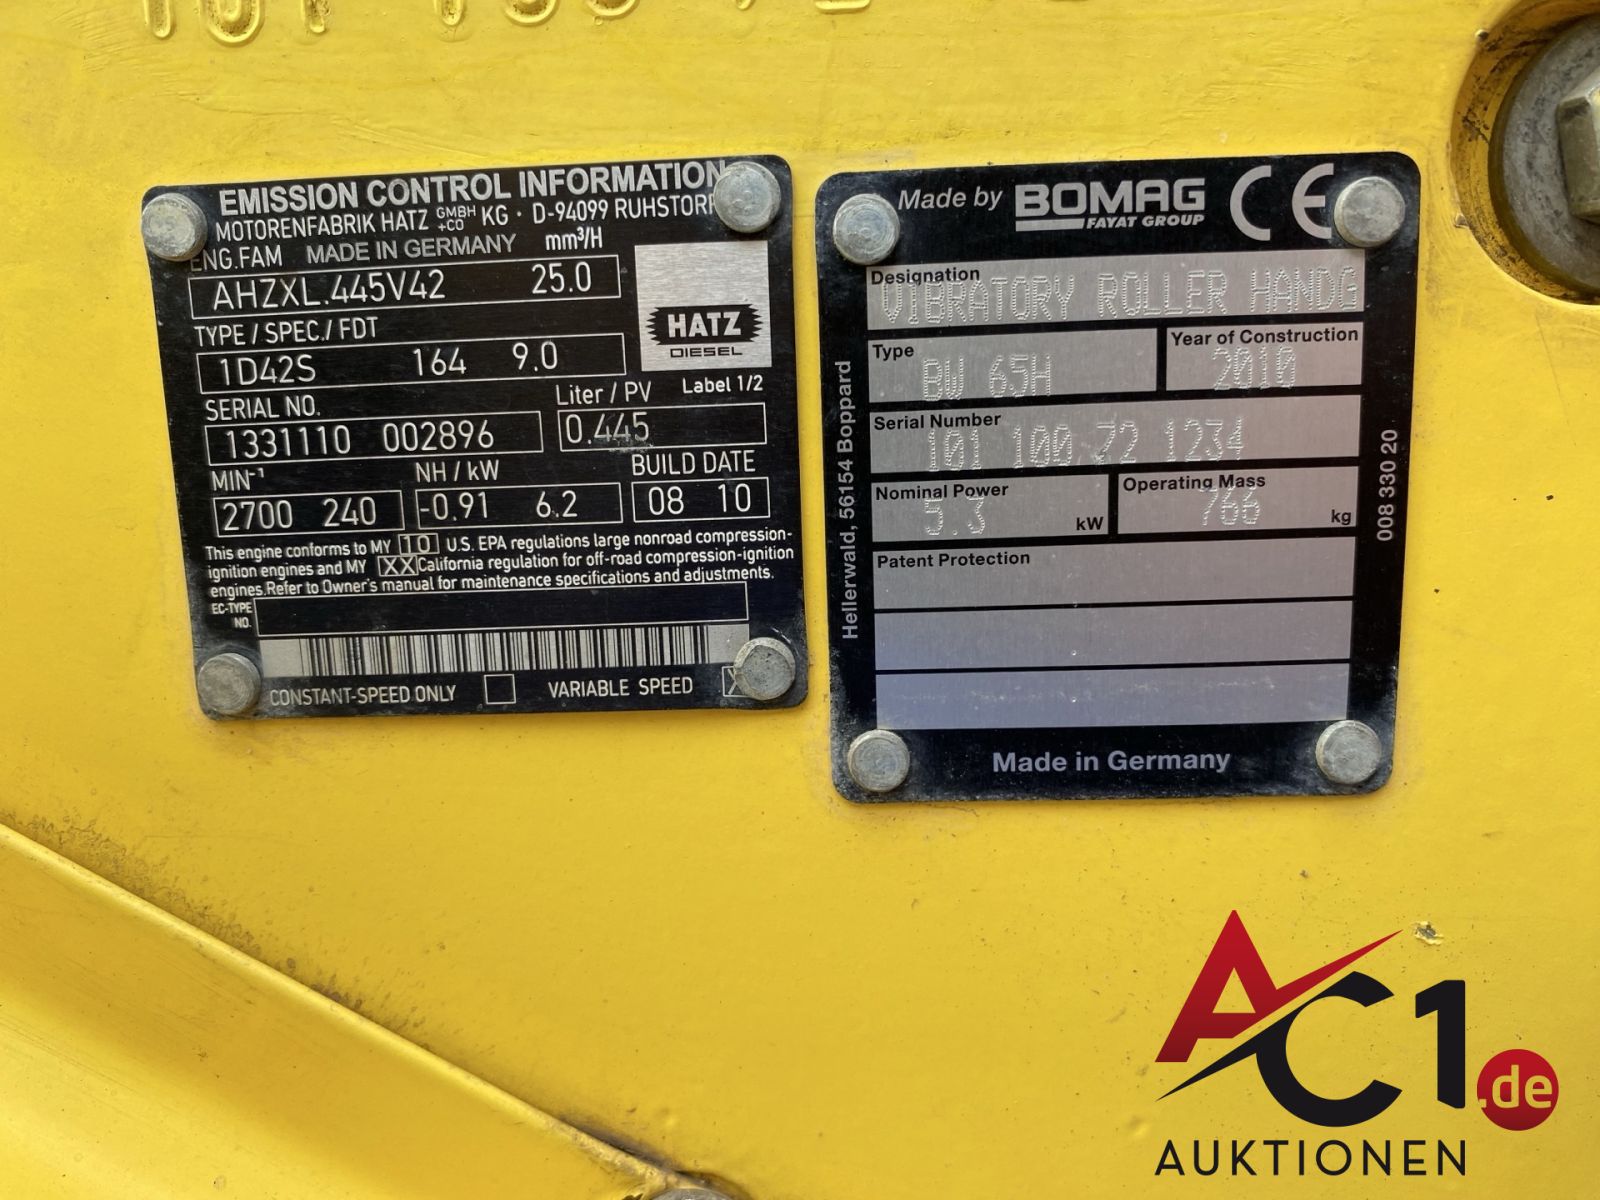 EMISSION CONTROL INFORMATION
MOTORENFABRIK HATZ GMBH +CO KG · D-94099 RUHSTORF
ENG.FAM MADE IN GERMANY mm³/H
AHZXL.445V42 25.0
TYPE / SPEC./ FDT
1D42S 164 9.0
HATZ
DIESEL
SERIAL NO. Liter / PV Label 1/2
1331110 002896 0.445
MIN-¹ NH / kW BUILD DATE
2700 240 -0.91 6.2 08 10
This engine conforms to MY 10 U.S. EPA regulations large nonroad compression-
ignition engines and MY XX California regulation for off-road compression-ignition
engines.Refer to Owner's manual for maintenance specifications and adjustments.
EC-TYPE
NO.
CONSTANT-SPEED ONLY VARIABLE SPEED X
Made by BOMAG CE
FAYAT GROUP
Designation
VIBRATORY ROLLER HANDG
Type Year of Construction
BW 65H 2010
Serial Number
101 100 72 1234
Nominal Power Operating Mass
5.3 kW 766 kg
Patent Protection
Made in Germany
Hellerwald, 56154 Boppard
008 330 20
AC1.de
AUKTIONEN